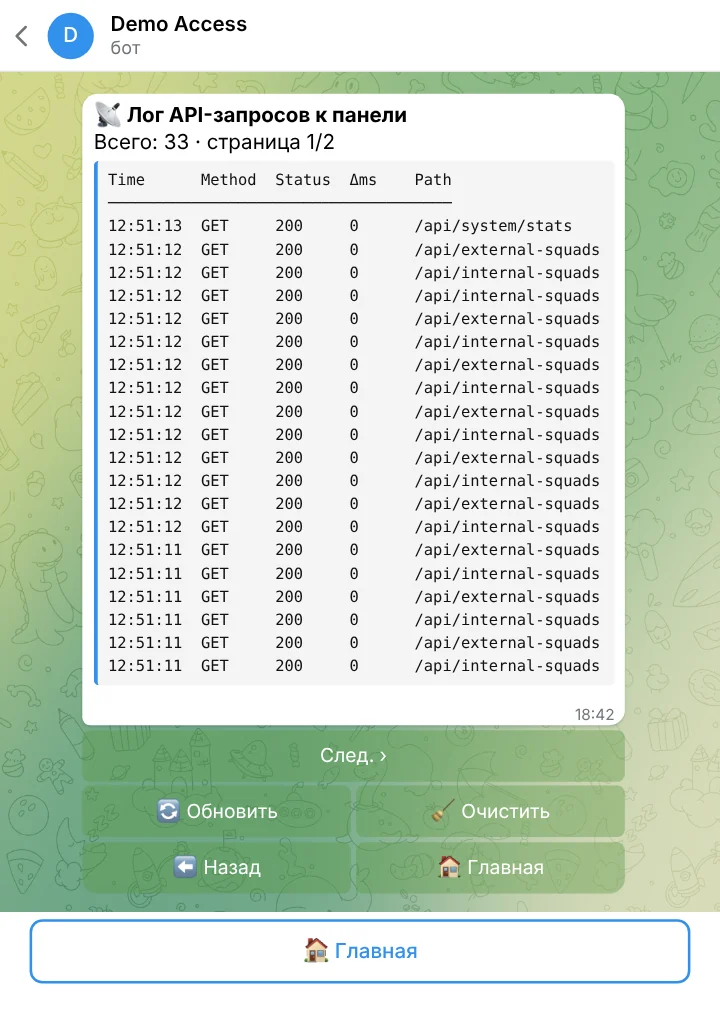 D
Demo Access
бот
Лог API-запросов к панели
Всего: 33 · страница 1/2
Time Method Status Δms Path
12:51:13 GET 200 0 /api/system/stats
12:51:12 GET 200 0 /api/external-squads
12:51:12 GET 200 0 /api/internal-squads
12:51:12 GET 200 0 /api/internal-squads
12:51:12 GET 200 0 /api/external-squads
12:51:12 GET 200 0 /api/internal-squads
12:51:12 GET 200 0 /api/external-squads
12:51:12 GET 200 0 /api/internal-squads
12:51:12 GET 200 0 /api/external-squads
12:51:12 GET 200 0 /api/internal-squads
12:51:12 GET 200 0 /api/external-squads
12:51:12 GET 200 0 /api/internal-squads
12:51:12 GET 200 0 /api/external-squads
12:51:12 GET 200 0 /api/internal-squads
12:51:11 GET 200 0 /api/external-squads
12:51:11 GET 200 0 /api/internal-squads
12:51:11 GET 200 0 /api/external-squads
12:51:11 GET 200 0 /api/internal-squads
12:51:11 GET 200 0 /api/external-squads
12:51:11 GET 200 0 /api/internal-squads
18:42
След. ›
Обновить
Очистить
Назад
Главная
Главная